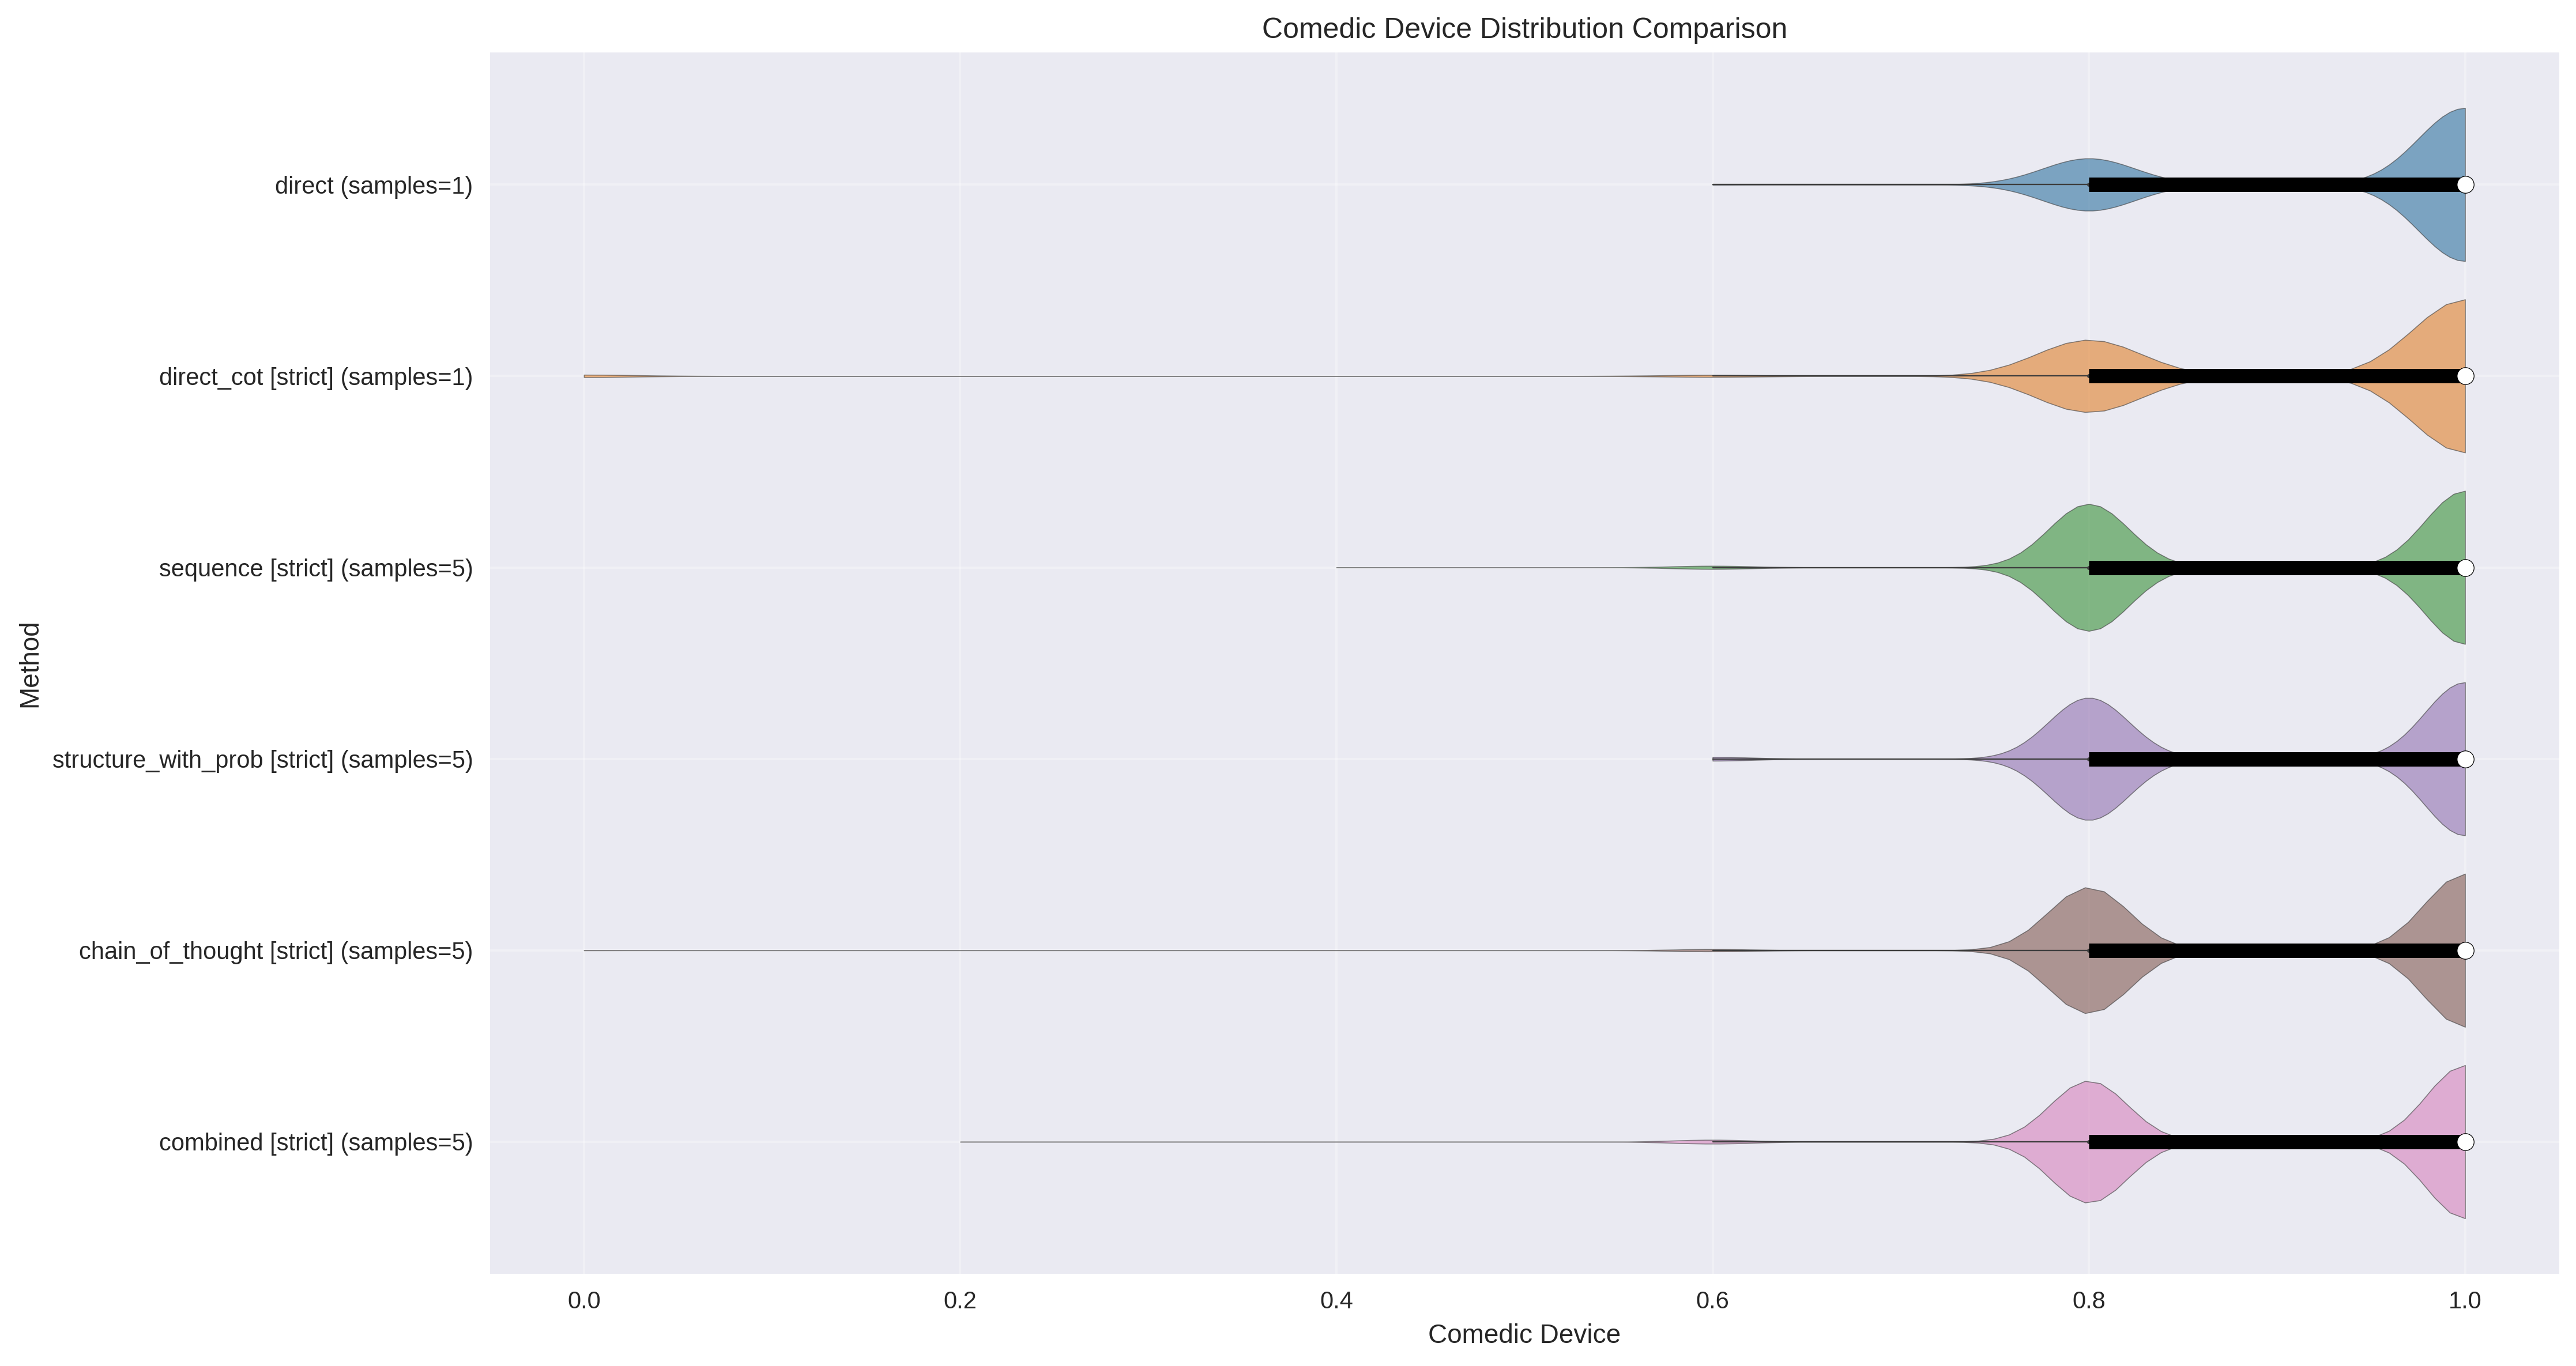 Comedic Device Distribution Comparison
Method
direct (samples=1)
direct_cot [strict] (samples=1)
sequence [strict] (samples=5)
structure_with_prob [strict] (samples=5)
chain_of_thought [strict] (samples=5)
combined [strict] (samples=5)
0.0 0.2 0.4 0.6 0.8 1.0
Comedic Device